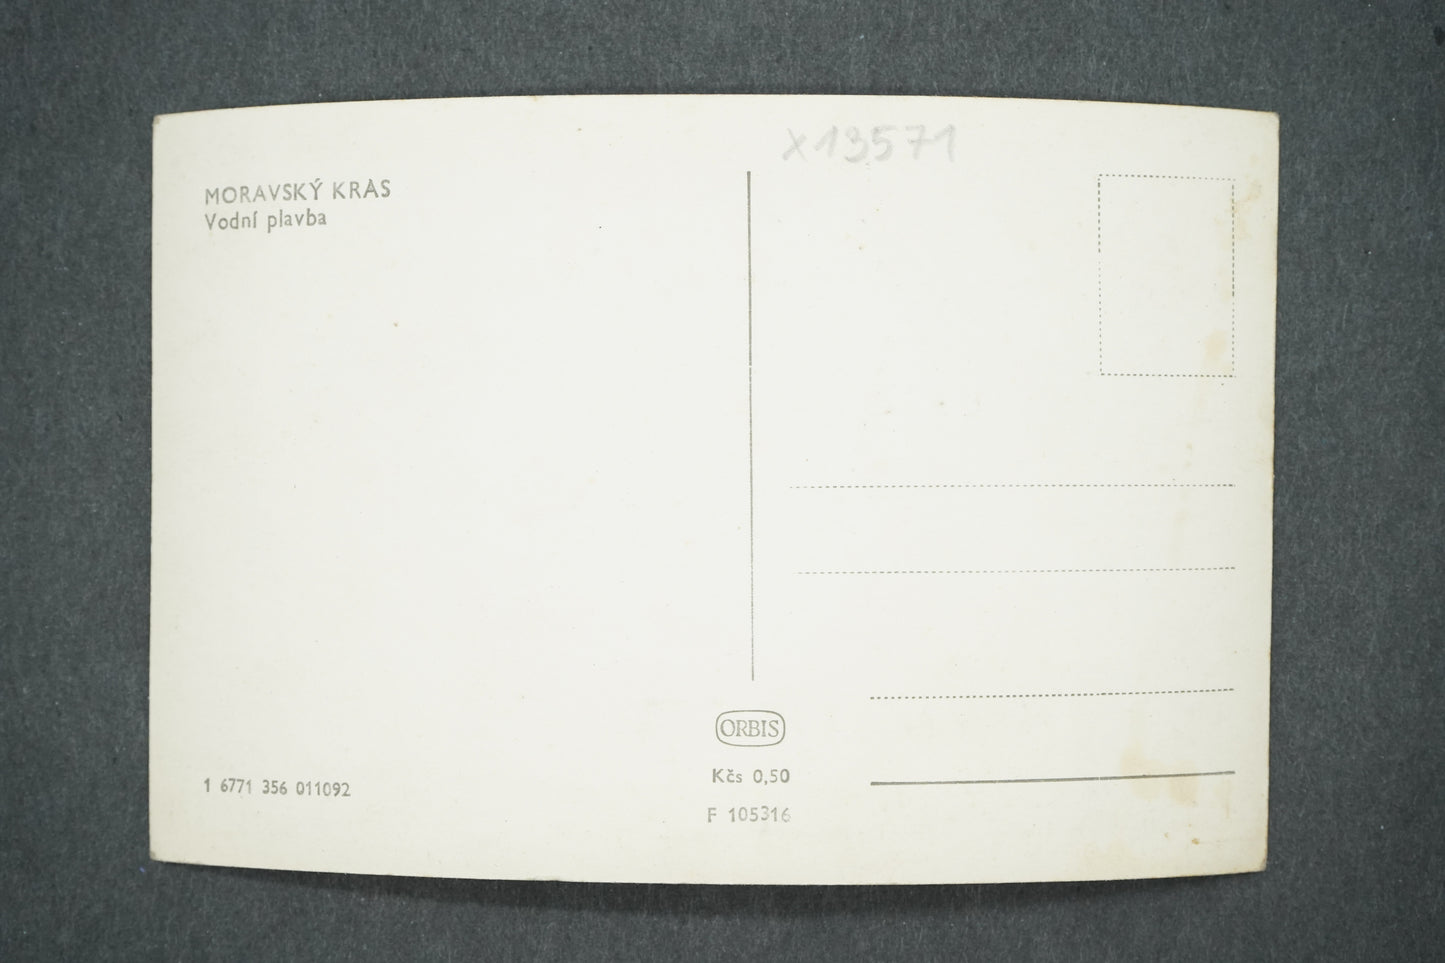 x13571
MORAVSKÝ KRAS
Vodní plavba
ORBIS
Kčs 0,50
F 105316
1 6771 356 011092